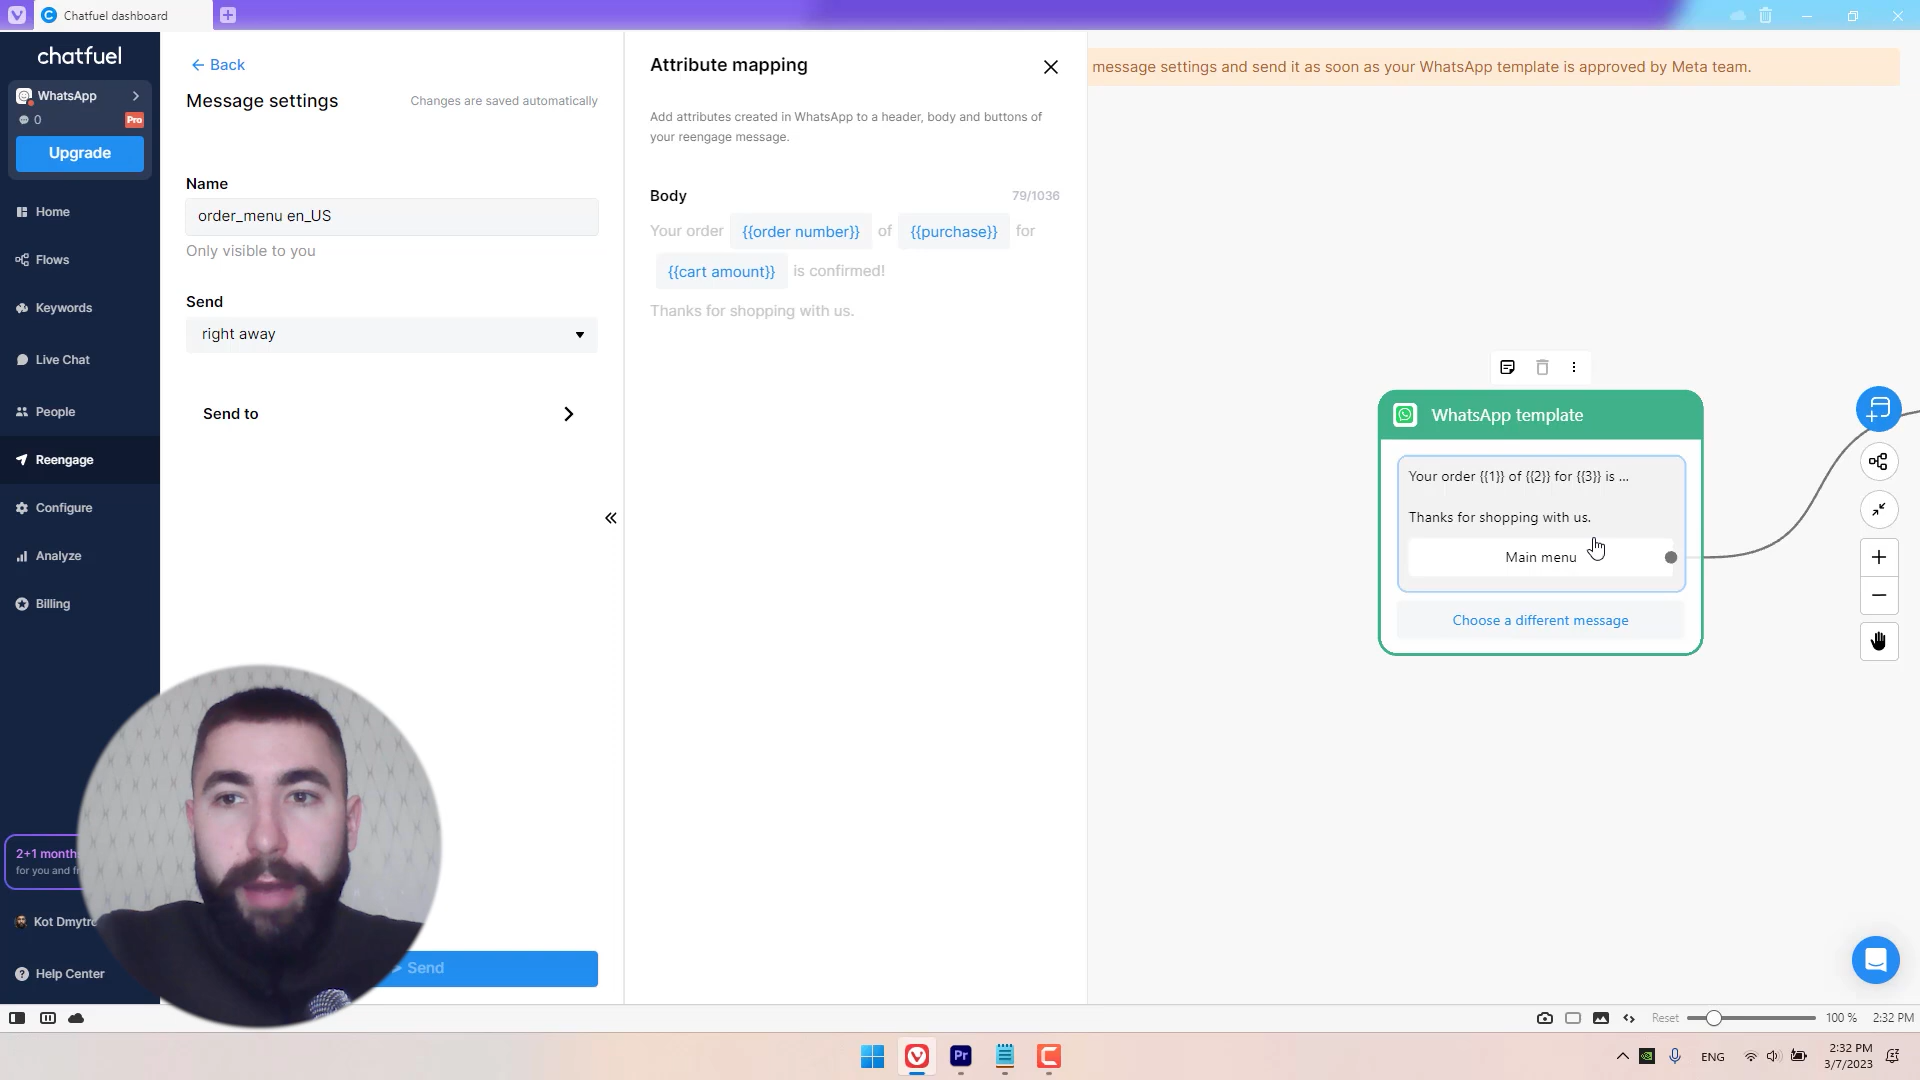 Chatfuel dashboard
chatfuel
WhatsApp
0
Pro
Upgrade
Home
Flows
Keywords
Live Chat
People
Reengage
Configure
Analyze
Billing
2+1 month
for you and
Kot
Help Center
Back
Message settings
Changes are saved automatically
Name
order_menu en_US
Only visible to you
Send
right away
Send to
Send
Attribute mapping
Add attributes created in WhatsApp to a header, body and buttons of
your reengage message.
Body
79/1036
Your order {{order number}} of {{purchase}} for
{{cart amount}} is confirmed!
Thanks for shopping with us.
message settings and send it as soon as your WhatsApp template is approved by Meta team.
WhatsApp template
Your order {{1}} of {{2}} for {{3}} is ...
Thanks for shopping with us.
Main menu
Choose a different message
Reset
100 %
2:32 PM
Pr
ENG
2:32 PM
3/7/2023